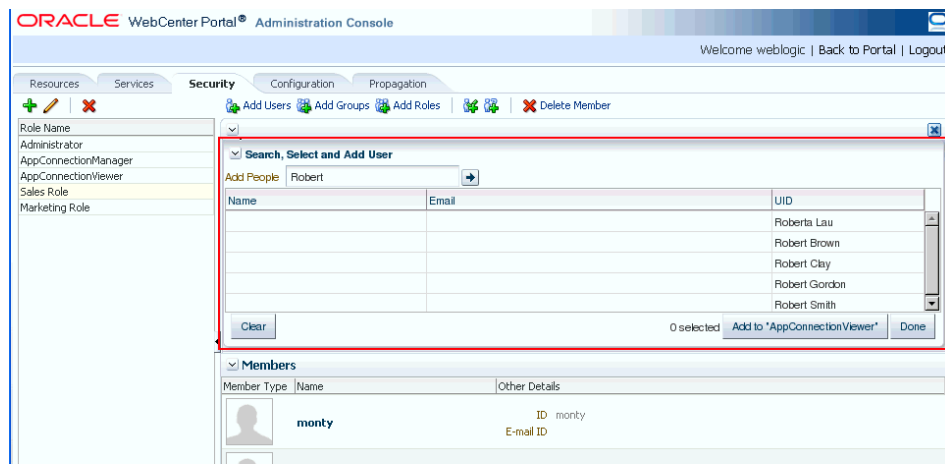 ORACLE WebCenter Portal® Administration Console
Welcome weblogic | Back to Portal | Logout
Resources Services Security Configuration Propagation
Add Users Add Groups Add Roles Delete Member
Role Name
Administrator
AppConnectionManager
AppConnectionViewer
Sales Role
Marketing Role
Search, Select and Add User
Add People Robert
Name Email UID
Roberta Lau
Robert Brown
Robert Clay
Robert Gordon
Robert Smith
Clear 0 selected Add to "AppConnectionViewer" Done
Members
Member Type Name Other Details
monty ID monty
E-mail ID